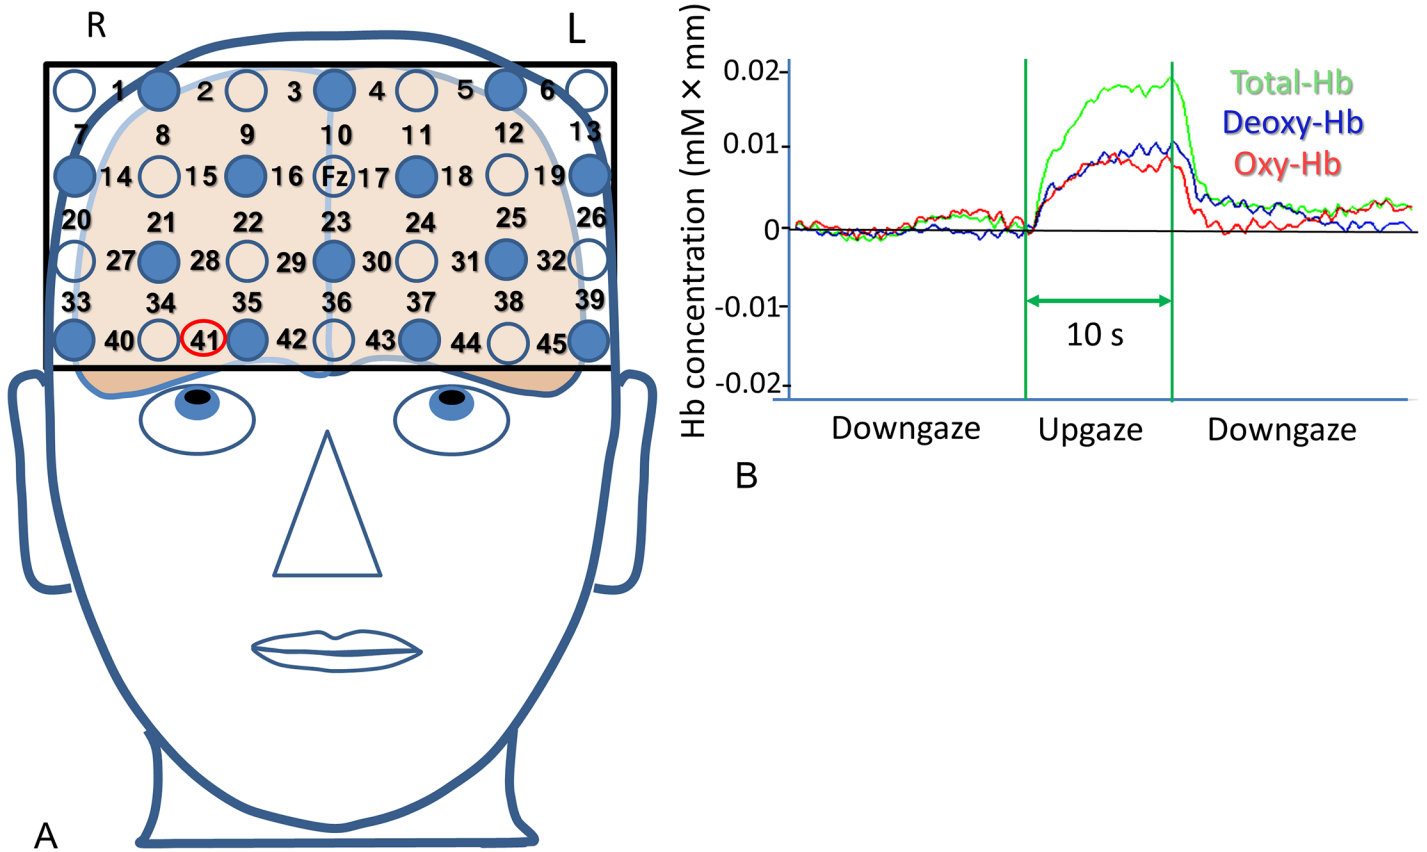 R
L
1 2 3 4 5 6
7 8 9 10 11 12 13
14 15 16 Fz 17 18 19
20 21 22 23 24 25 26
27 28 29 30 31 32
33 34 35 36 37 38 39
40 41 42 43 44 45
A
Hb concentration (mM × mm)
0.02
0.01
0
-0.01
-0.02
Total-Hb
Deoxy-Hb
Oxy-Hb
10 s
Downgaze Upgaze Downgaze
B